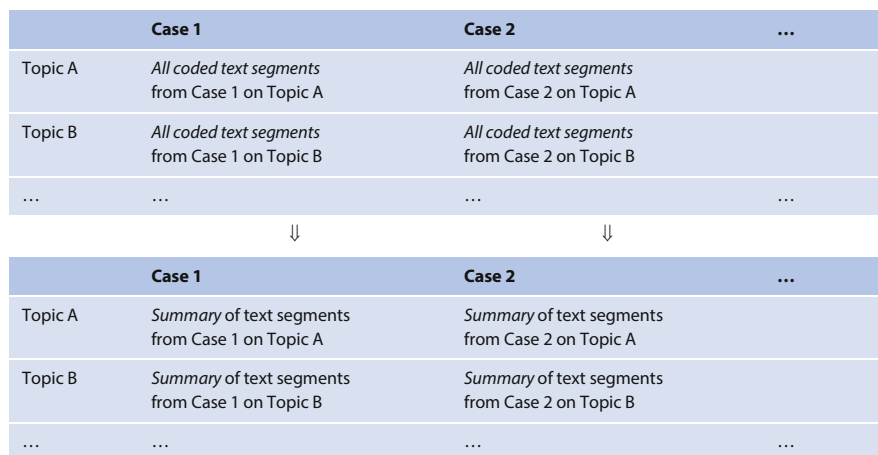 Case 1 Case 2 …
Topic A All coded text segments All coded text segments
from Case 1 on Topic A from Case 2 on Topic A
Topic B All coded text segments All coded text segments
from Case 1 on Topic B from Case 2 on Topic B
… … … …
⇓ ⇓
Case 1 Case 2 …
Topic A Summary of text segments Summary of text segments
from Case 1 on Topic A from Case 2 on Topic A
Topic B Summary of text segments Summary of text segments
from Case 1 on Topic B from Case 2 on Topic B
… … … …